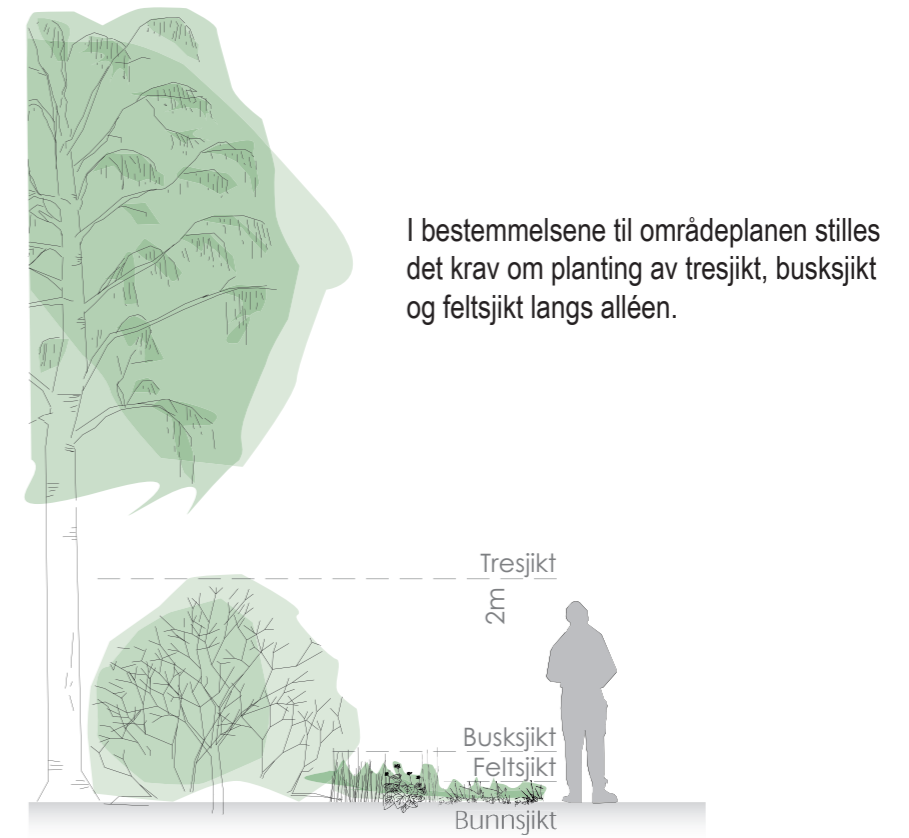 I bestemmelsene til områdeplanen stilles
det krav om planting av tresjikt, busksjikt
og feltsjikt langs alléen.
Tresjikt
2m
Busksjikt
Feltsjikt
Bunnsjikt